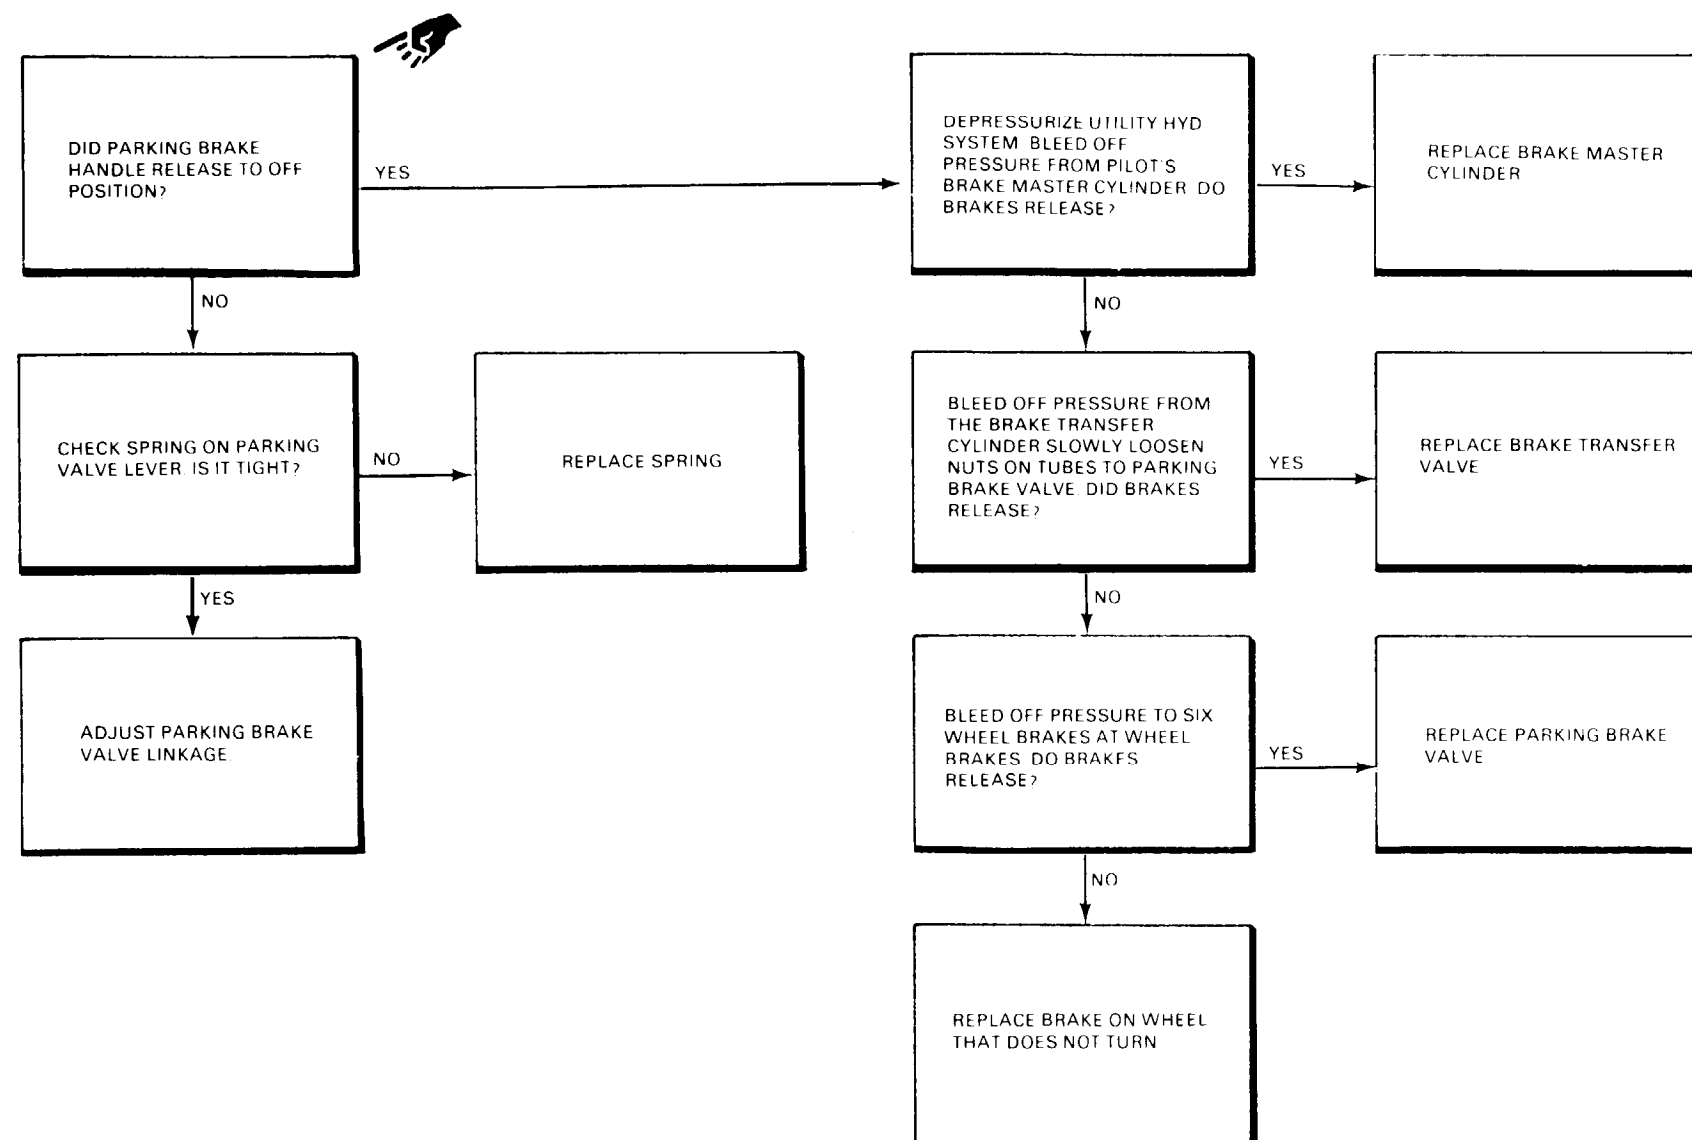 DID PARKING BRAKE
HANDLE RELEASE TO OFF
POSITION?
YES
DEPRESSURIZE UTILITY HYD
SYSTEM BLEED OFF
PRESSURE FROM PILOT'S
BRAKE MASTER CYLINDER DO
BRAKES RELEASE?
YES
REPLACE BRAKE MASTER
CYLINDER
NO
NO
CHECK SPRING ON PARKING
VALVE LEVER. IS IT TIGHT?
NO
REPLACE SPRING
BLEED OFF PRESSURE FROM
THE BRAKE TRANSFER
CYLINDER SLOWLY LOOSEN
NUTS ON TUBES TO PARKING
BRAKE VALVE. DID BRAKES
RELEASE?
YES
REPLACE BRAKE TRANSFER
VALVE
YES
NO
ADJUST PARKING BRAKE
VALVE LINKAGE.
BLEED OFF PRESSURE TO SIX
WHEEL BRAKES AT WHEEL
BRAKES. DO BRAKES
RELEASE?
YES
REPLACE PARKING BRAKE
VALVE
NO
REPLACE BRAKE ON WHEEL
THAT DOES NOT TURN